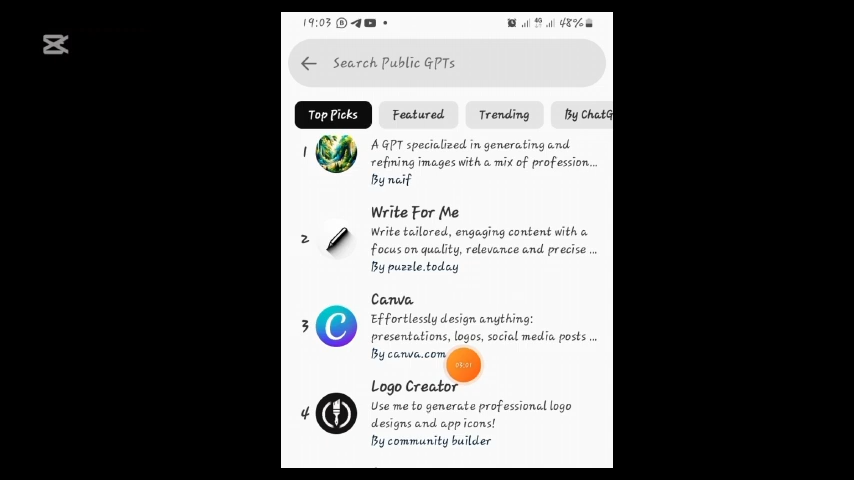 19:03
4G
48%
Search Public GPTs
Top Picks
Featured
Trending
By ChatG
1
A GPT specialized in generating and
refining images with a mix of profession...
By naif
2
Write For Me
Write tailored, engaging content with a
focus on quality, relevance and precise ...
By puzzle.today
3
Canva
Effortlessly design anything:
presentations, logos, social media posts ...
By canva.com
Logo Creator
4
Use me to generate professional logo
designs and app icons!
By community builder